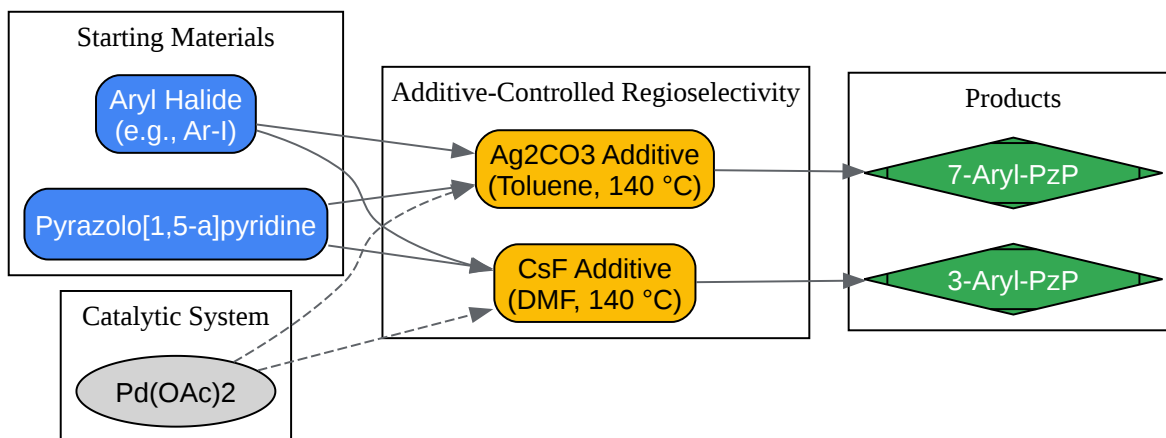 Starting Materials
Aryl Halide
(e.g., Ar-I)
Pyrazolo[1,5-a]pyridine
Catalytic System
Pd(OAc)2
Additive-Controlled Regioselectivity
Ag2CO3 Additive
(Toluene, 140 °C)
CsF Additive
(DMF, 140 °C)
Products
7-Aryl-PzP
3-Aryl-PzP